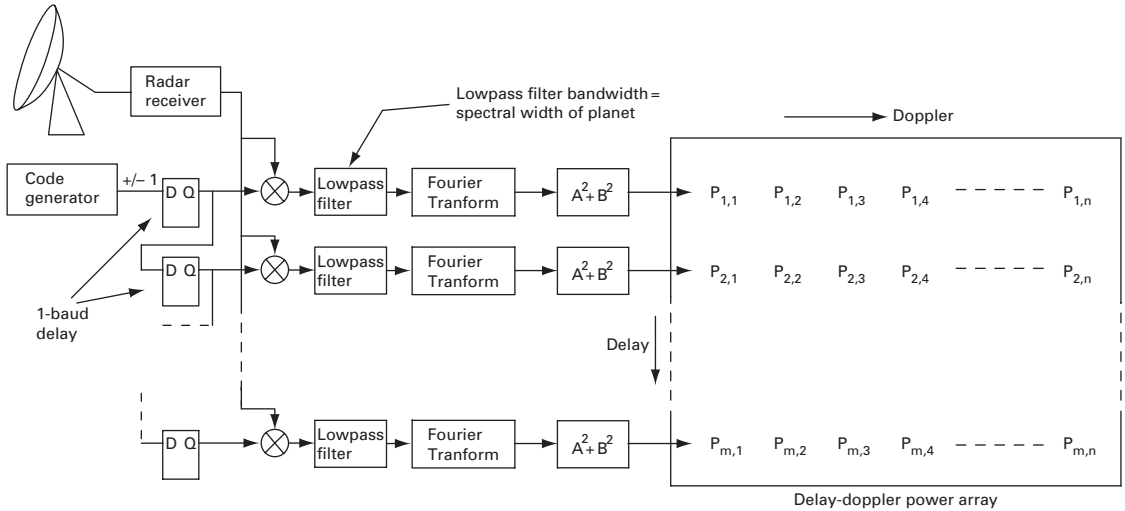 Radar
receiver
Lowpass filter bandwidth =
spectral width of planet
Doppler
Code
generator
+/– 1
D Q
Lowpass
filter
Fourier
Tranform
A²+ B²
P1,1 P1,2 P1,3 P1,4 P1,n
D Q
Lowpass
filter
Fourier
Tranform
A²+ B²
P2,1 P2,2 P2,3 P2,4 P2,n
1-baud
delay
Delay
D Q
Lowpass
filter
Fourier
Tranform
A²+ B²
Pm,1 Pm,2 Pm,3 Pm,4 Pm,n
Delay-doppler power array